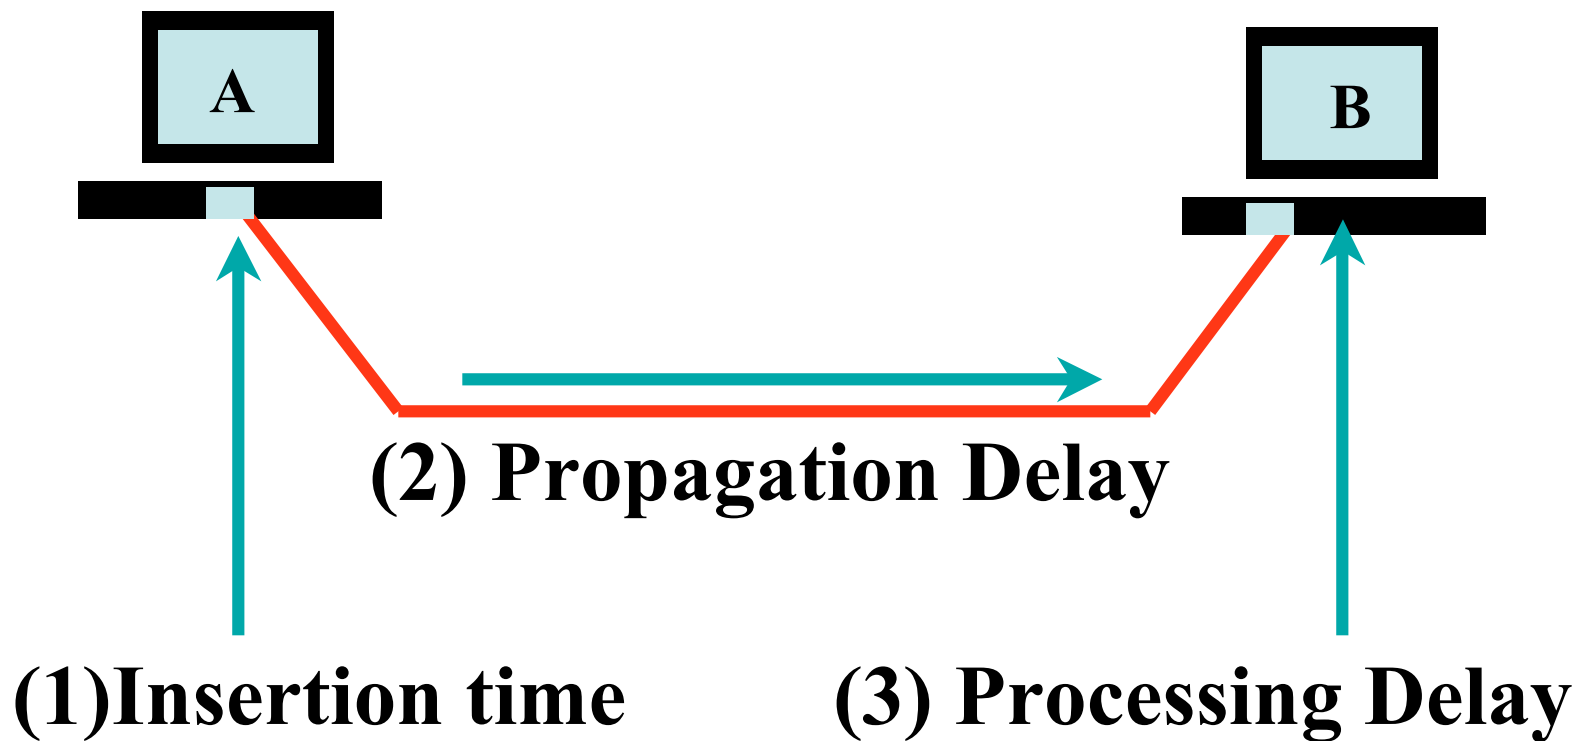 A
B
(2) Propagation Delay
(1)Insertion time
(3) Processing Delay